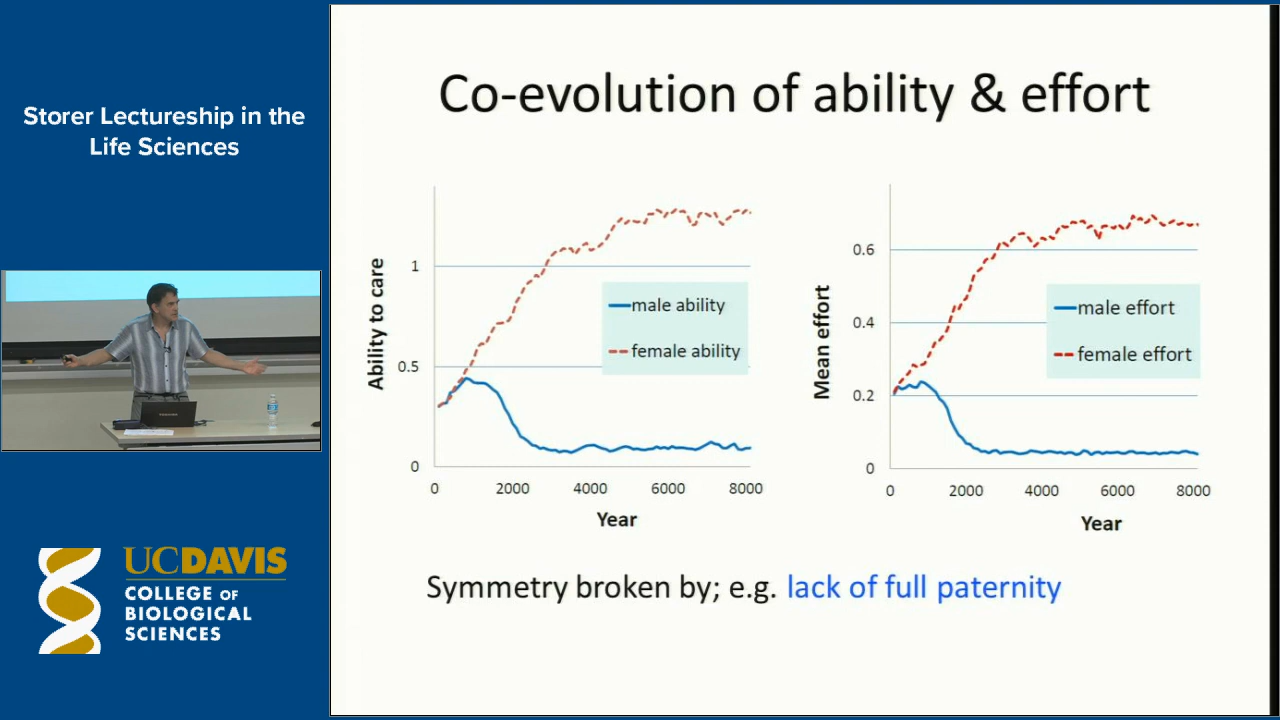 Storer Lectureship in the
Life Sciences
UCDAVIS
COLLEGE OF
BIOLOGICAL
SCIENCES
Co-evolution of ability & effort
Ability to care
1
0.5
0
male ability
female ability
0
2000
4000
6000
8000
Year
Mean effort
0.6
0.4
0.2
0
male effort
female effort
0
2000
4000
6000
8000
Year
Symmetry broken by; e.g. lack of full paternity